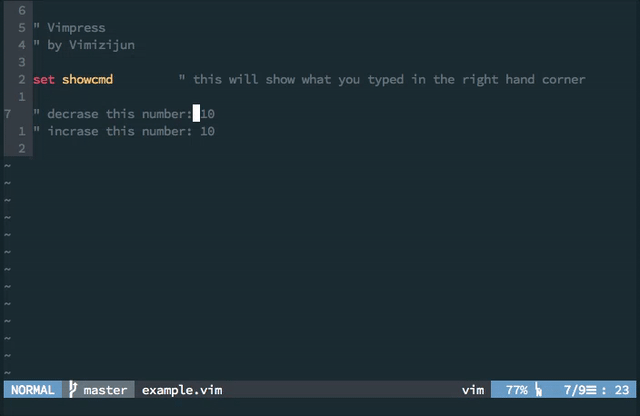 6
5 " Vimpress
4 " by Vimizijun
3
2 set showcmd " this will show what you typed in the right hand corner
1
7 " decrase this number: 10
1 " incrase this number: 10
2
~
~
~
~
~
~
~
~
~
~
~
~
~
NORMAL master example.vim vim 77% 7/9☰ : 23